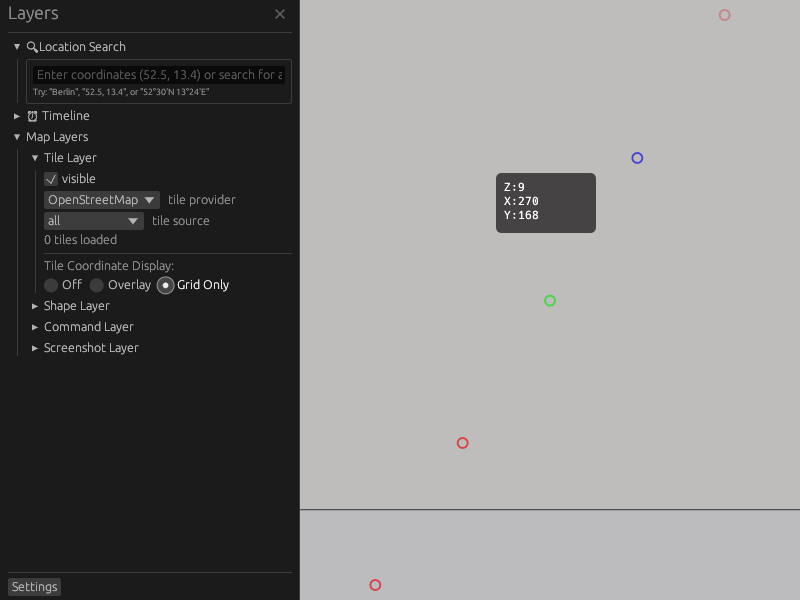 Layers
Location Search
Enter coordinates (52.5, 13.4) or search for a
Try: "Berlin", "52.5, 13.4", or "52°30'N 13°24'E"
Timeline
Map Layers
Tile Layer
visible
OpenStreetMap tile provider
all tile source
0 tiles loaded
Tile Coordinate Display:
Off Overlay Grid Only
Shape Layer
Command Layer
Screenshot Layer
Settings
Z:9
X:270
Y:168